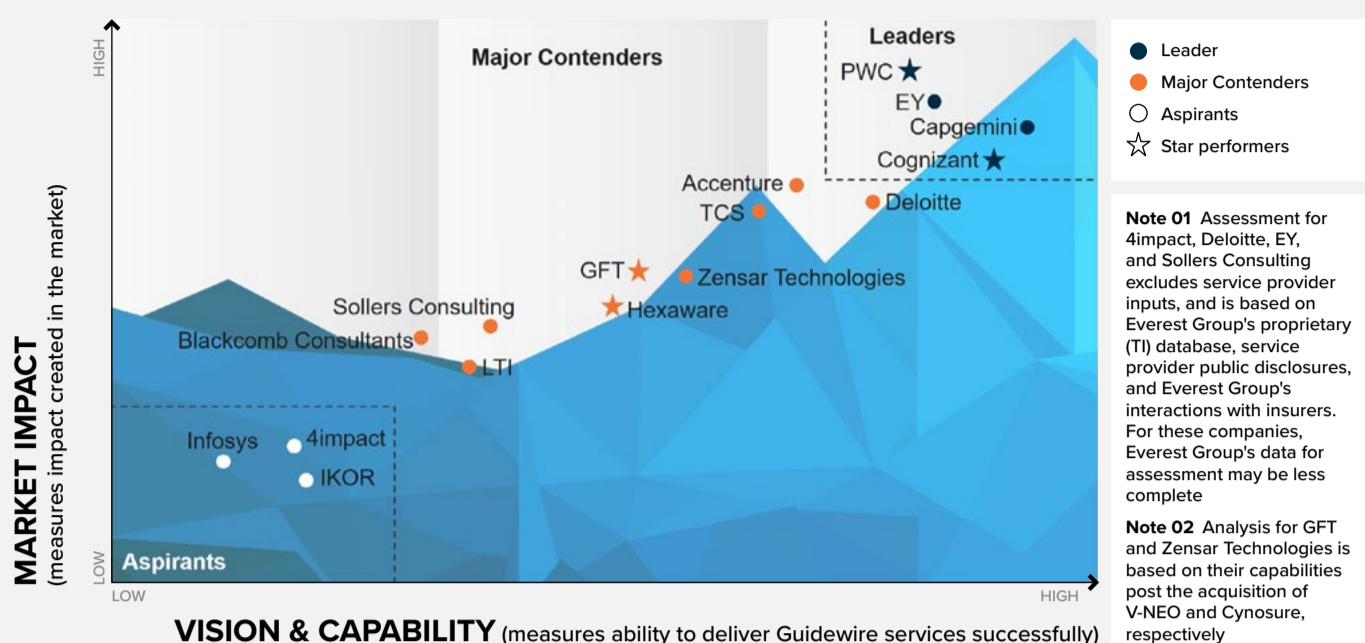 HIGH
MARKET IMPACT
(measures impact created in the market)
LOW
Major Contenders
Leaders
PWC
EY
Capgemini
Cognizant
Accenture
TCS
Deloitte
GFT
Zensar Technologies
Hexaware
Sollers Consulting
Blackcomb Consultants
LTI
Infosys
4impact
IKOR
Aspirants
LOW
HIGH
VISION & CAPABILITY (measures ability to deliver Guidewire services successfully)
Leader
Major Contenders
Aspirants
Star performers
Note 01 Assessment for
4impact, Deloitte, EY,
and Sollers Consulting
excludes service provider
inputs, and is based on
Everest Group's proprietary
(TI) database, service
provider public disclosures,
and Everest Group's
interactions with insurers.
For these companies,
Everest Group's data for
assessment may be less
complete
Note 02 Analysis for GFT
and Zensar Technologies is
based on their capabilities
post the acquisition of
V-NEO and Cynosure,
respectively